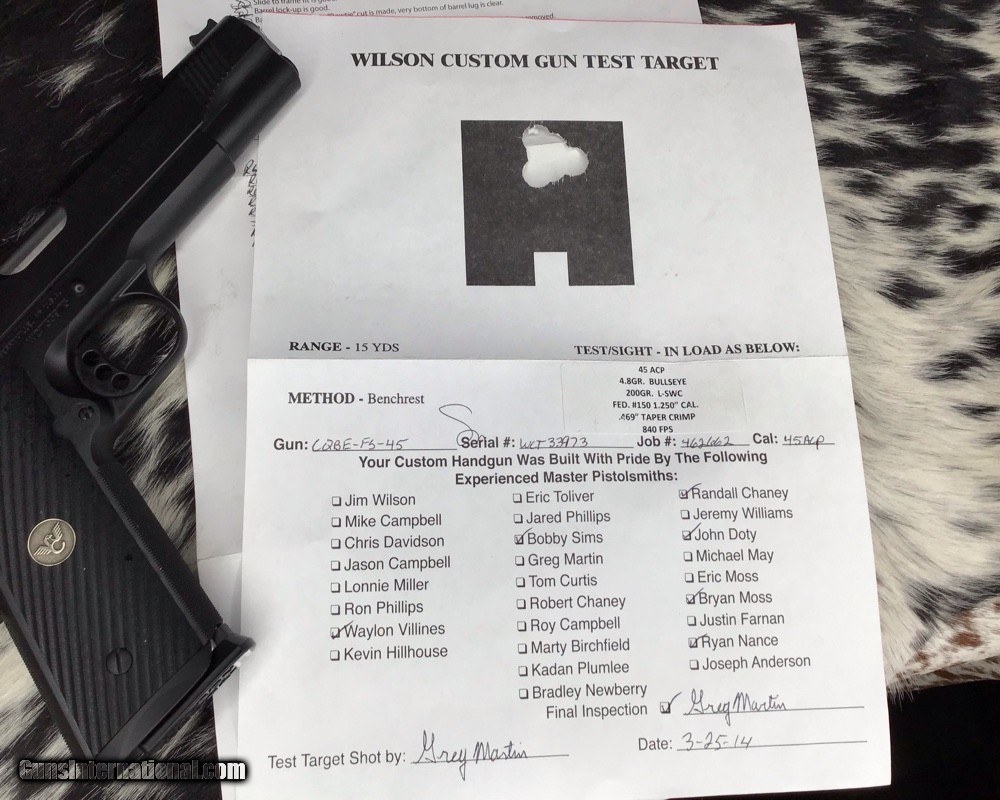 Slide to frame fit is good.
Barrel lock-up is good.
cut is made, very bottom of barrel lug is clear.
removed.
WILSON CUSTOM GUN TEST TARGET
RANGE - 15 YDS
TEST/SIGHT - IN LOAD AS BELOW:
45 ACP
4.8GR. BULLSEYE
200GR. L-SWC
FED. #150 1.250" CAL.
.469" TAPER CRIMP
840 FPS
METHOD - Benchrest
Gun: CQBE-FS-45 Serial #: WCT33973 Job #: 462662 Cal: 45ACP
Your Custom Handgun Was Built With Pride By The Following
Experienced Master Pistolsmiths:
Jim Wilson
Mike Campbell
Chris Davidson
Jason Campbell
Lonnie Miller
Ron Phillips
Waylon Villines
Kevin Hillhouse
Eric Toliver
Jared Phillips
Bobby Sims
Greg Martin
Tom Curtis
Robert Chaney
Roy Campbell
Marty Birchfield
Kadan Plumlee
Bradley Newberry
Randall Chaney
Jeremy Williams
John Doty
Michael May
Eric Moss
Bryan Moss
Justin Farnan
Ryan Nance
Joseph Anderson
Final Inspection Greg Martin
Test Target Shot by: Greg Martin Date: 3-25-14
GunsInternational.com